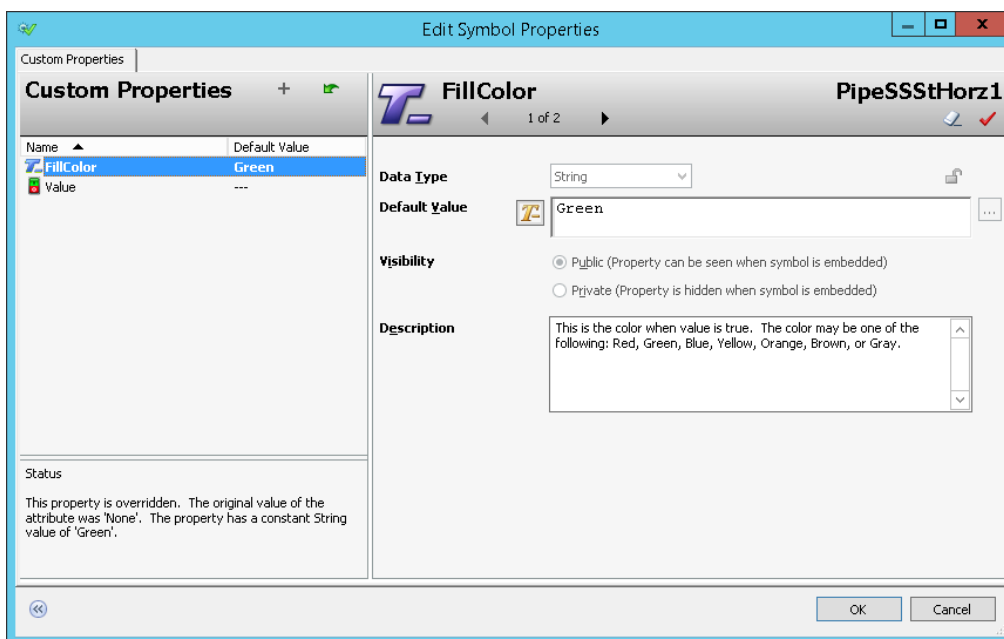 Edit Symbol Properties
Custom Properties
Custom Properties
Name
Default Value
FillColor
Green
Value
---
Status
This property is overridden. The original value of the
attribute was 'None'. The property has a constant String
value of 'Green'.
FillColor
PipeSSStHorz1
1 of 2
Data Type
String
Default Value
Green
...
Visibility
Public (Property can be seen when symbol is embedded)
Private (Property is hidden when symbol is embedded)
Description
This is the color when value is true. The color may be one of the
following: Red, Green, Blue, Yellow, Orange, Brown, or Gray.
OK
Cancel